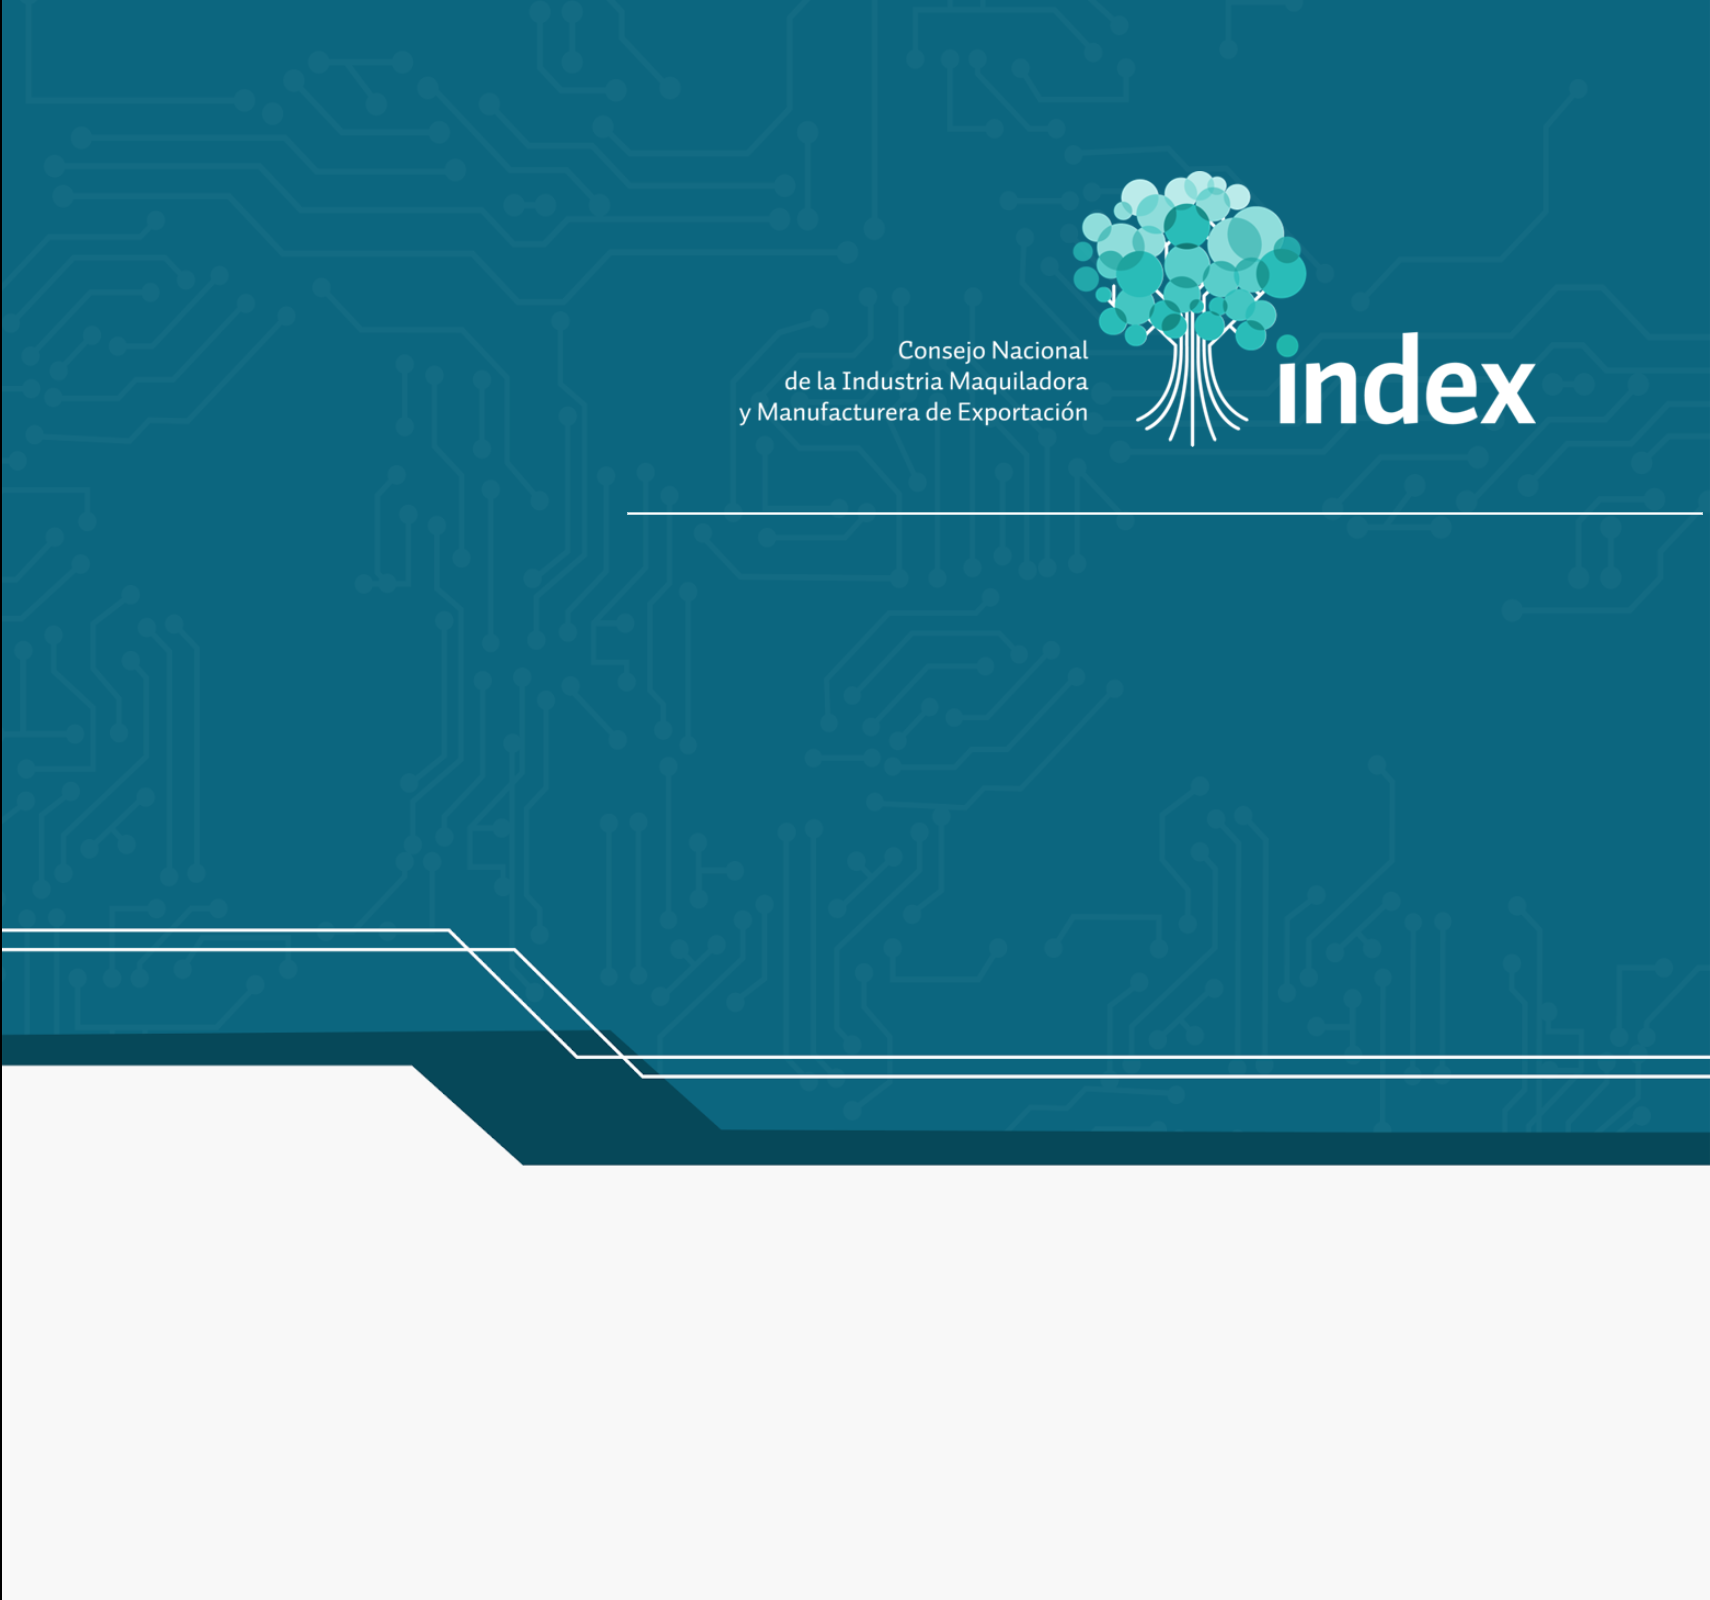 Consejo Nacional
de la Industria Maquiladora
y Manufacturera de Exportación
index